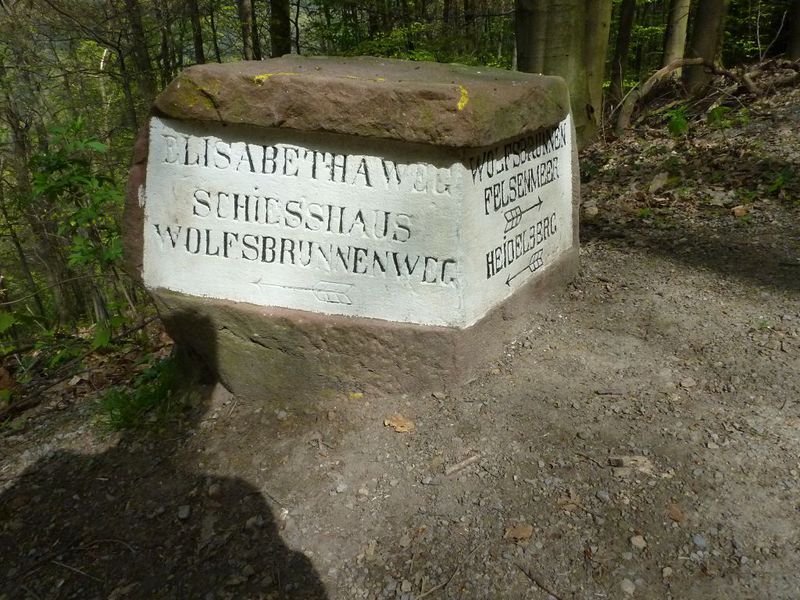 ELISABETHAWEG
SCHIESSHAUS
WOLFSBRUNNENWEG
WOLFSBRUNNEN
FELSENMEER
HEIDELBERG